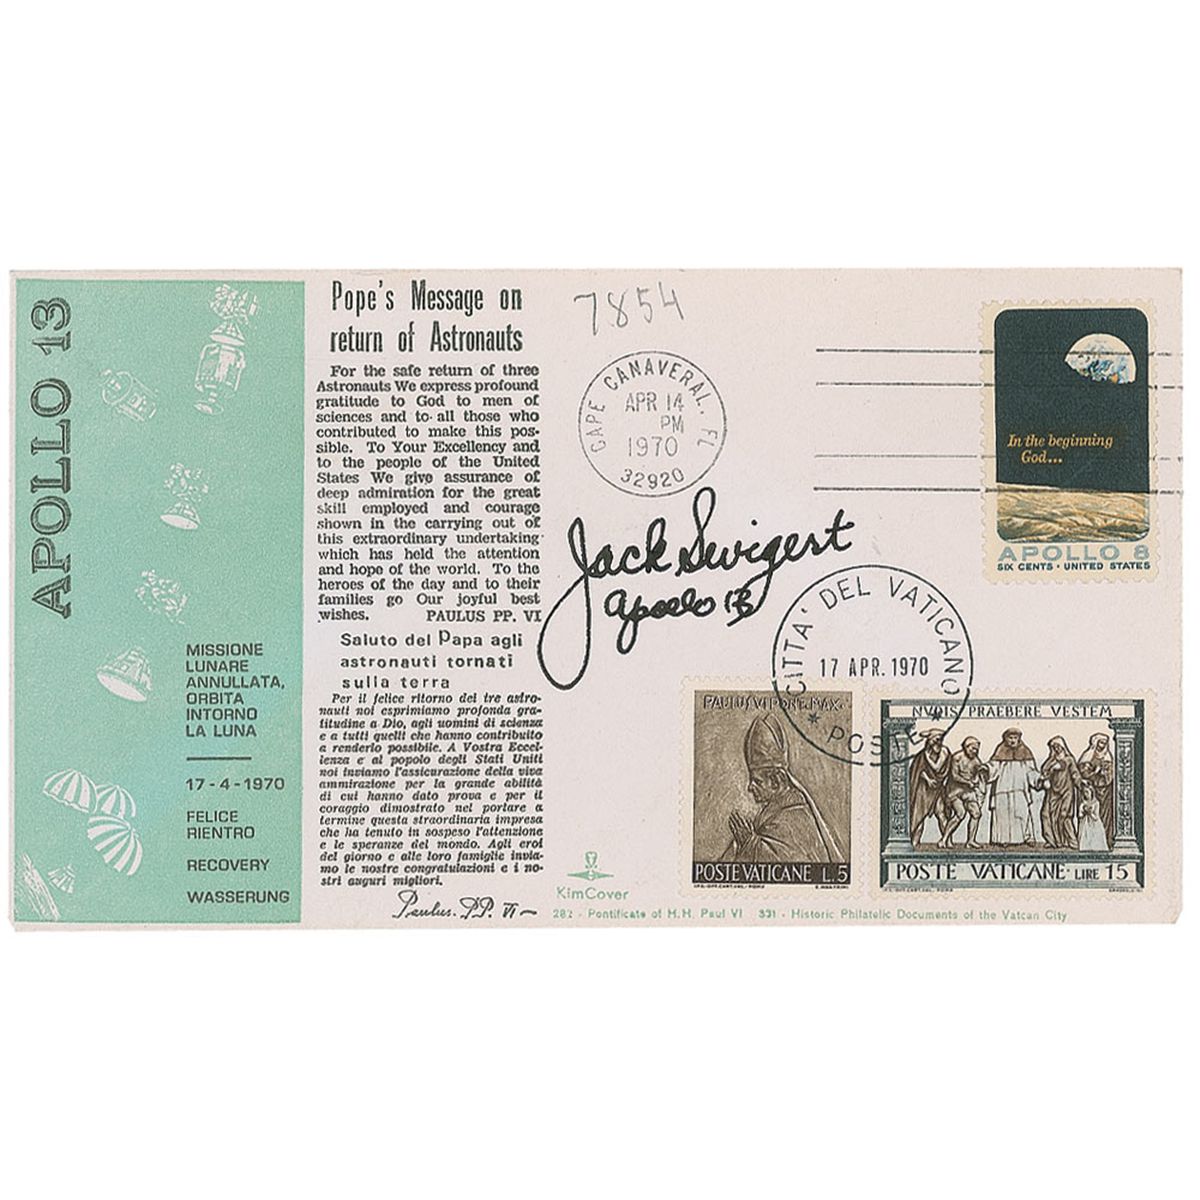 APOLLO 13
MISSIONE
LUNARE
ANNULLATA,
ORBITA
INTORNO
LA LUNA
17-4-1970
FELICE
RIENTRO
RECOVERY
WASSERUNG
Pope's Message on
return of Astronauts
For the safe return of three
Astronauts We express profound
gratitude to God to men of
sciences and to all those who
contributed to make this pos-
sible. To Your Excellency and
to the people of the United
States We give assurance of
deep admiration for the great
skill employed and courage
shown in the carrying out of
this extraordinary undertaking
which has held the attention
and hope of the world. To the
heroes of the day and to their
families go Our joyful best
wishes. PAULUS PP. VI
Saluto del Papa agli
astronauti tornati
sulla terra
Per il felice ritorno dei tre astro-
nauti noi esprimiamo profonda gra-
titudine a Dio, agli uomini di scienza
e a tutti quelli che hanno contribuito
a renderlo possibile. A Vostra Eccel-
lenza e al popolo degli Stati Uniti
noi inviamo l'assicurazione della viva
ammirazione per la grande abilità
di cui hanno dato prova e per il
coraggio dimostrato nel portare a
termine questa straordinaria impresa
che ha tenuto in sospeso l'attenzione
e le speranze del mondo. Agli eroi
del giorno e alle loro famiglie invia-
mo le nostre congratulazioni e i no-
stri auguri migliori.
Paulus PP. VI
7854
CAPE CANAVERAL, FL
APR 14
PM
1970
32920
In the beginning
God...
APOLLO 8
SIX CENTS · UNITED STATES
Jack Swigert
Apollo 13
CITTA' DEL VATICANO
17 APR. 1970
* POSTE *
PAULUS VI PONT. MAX.
POSTE VATICANE L.5
NVDIS PRAEBERE VESTEM
POSTE VATICANE · LIRE 15
KimCover
282 - Pontificate of H.H. Paul VI 331 - Historic Philatelic Documents of the Vatcan City